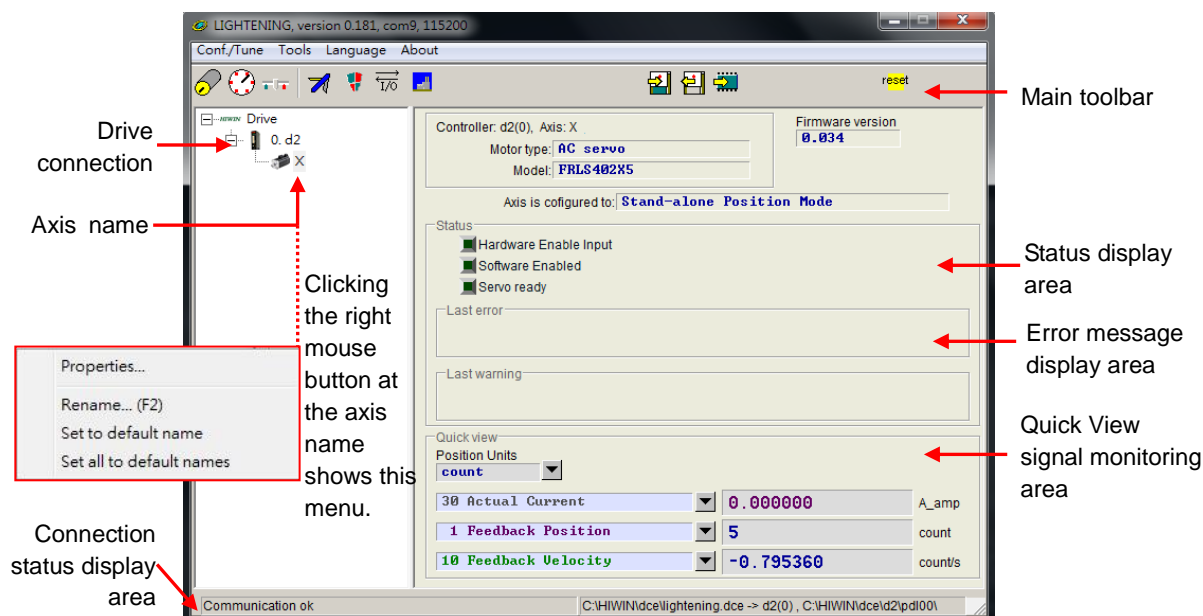 LIGHTENING, version 0.181, com9, 115200
Conf./Tune Tools Language About
I/O
reset
Main toolbar
Drive connection
Axis name
HIWIN Drive
0. d2
X
Clicking
the right
mouse
button at
the axis
name
shows this
menu.
Properties...
Rename... (F2)
Set to default name
Set all to default names
Connection
status display
area
Controller: d2(0), Axis: X
Motor type: AC servo
Model: FRLS402X5
Firmware version
0.034
Axis is cofigured to: Stand-alone Position Mode
Status
Hardware Enable Input
Software Enabled
Servo ready
Status display
area
Last error
Error message
display area
Last warning
Quick view
Position Units
count
Quick View
signal monitoring
area
30 Actual Current 0.000000 A_amp
1 Feedback Position 5 count
10 Feedback Velocity -0.795360 count/s
Communication ok
C:\HIWIN\dce\lightening.dce -> d2(0) , C:\HIWIN\dce\d2\pdl00\